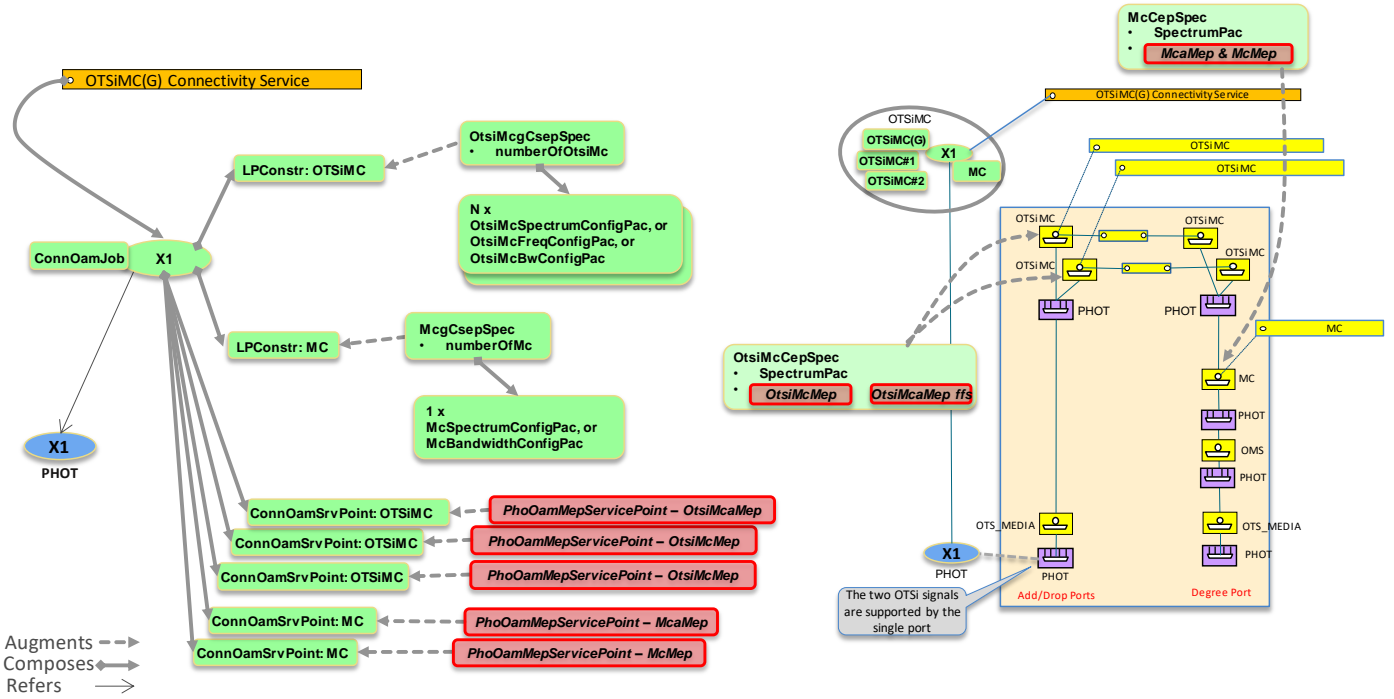 OTSiMC(G) Connectivity Service
OtsiMcgCsepSpec
• numberOfOtsiMc
LPConstr: OTSiMC
N x
OtsiMcSpectrumConfigPac, or
OtsiMcFreqConfigPac, or
OtsiMcBwConfigPac
ConnOamJob
X1
McgCsepSpec
• numberOfMc
LPConstr: MC
1 x
McSpectrumConfigPac, or
McBandwidthConfigPac
X1
PHOT
ConnOamSrvPoint: OTSiMC
PhoOamMepServicePoint – OtsiMcaMep
ConnOamSrvPoint: OTSiMC
PhoOamMepServicePoint – OtsiMcMep
ConnOamSrvPoint: OTSiMC
PhoOamMepServicePoint – OtsiMcMep
ConnOamSrvPoint: MC
PhoOamMepServicePoint – McaMep
ConnOamSrvPoint: MC
PhoOamMepServicePoint – McMep
Augments
Composes
Refers
McCepSpec
• SpectrumPac
• McaMep & McMep
OTSiMC(G) Connectivity Service
OTSiMC
OTSiMC(G)
OTSiMC#1
OTSiMC#2
X1
MC
OTSiMC
OTSiMC
OTSiMC
OTSiMC
OTSiMC
OTSiMC
PHOT
PHOT
MC
OtsiMcCepSpec
• SpectrumPac
• OtsiMcMep
OtsiMcaMep ffs
MC
PHOT
OMS
PHOT
OTS_MEDIA
OTS_MEDIA
X1
PHOT
PHOT
PHOT
The two OTSi signals
are supported by the
single port
Add/Drop Ports
Degree Port